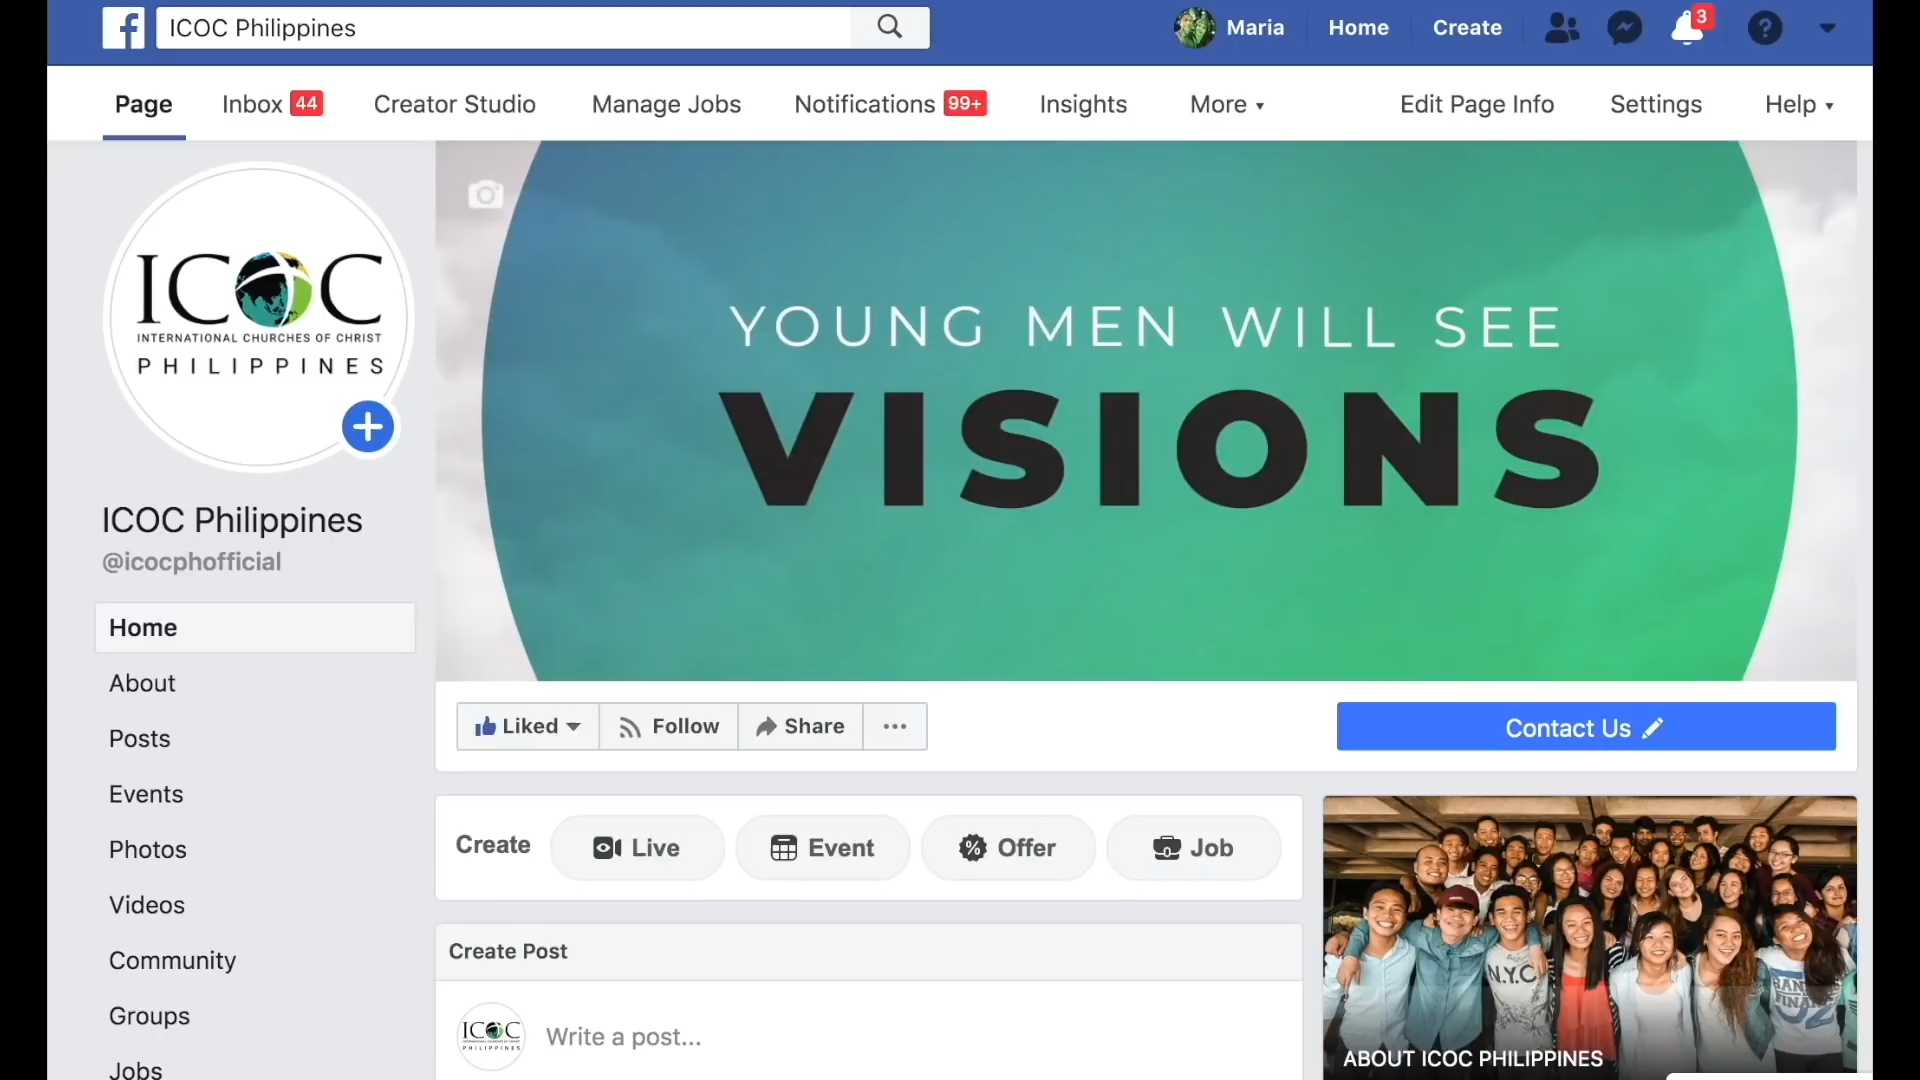 ICOC Philippines
Maria
Home
Create
3
Page
Inbox 44
Creator Studio
Manage Jobs
Notifications 99+
Insights
More
Edit Page Info
Settings
Help
ICOC
INTERNATIONAL CHURCHES OF CHRIST
PHILIPPINES
YOUNG MEN WILL SEE
VISIONS
ICOC Philippines
@icocphofficial
Home
About
Posts
Events
Photos
Videos
Community
Groups
Jobs
Liked
Follow
Share
Contact Us
Create
Live
Event
Offer
Job
Create Post
ICOC
PHILIPPINES
Write a post...
N.Y.C
ABOUT ICOC PHILIPPINES